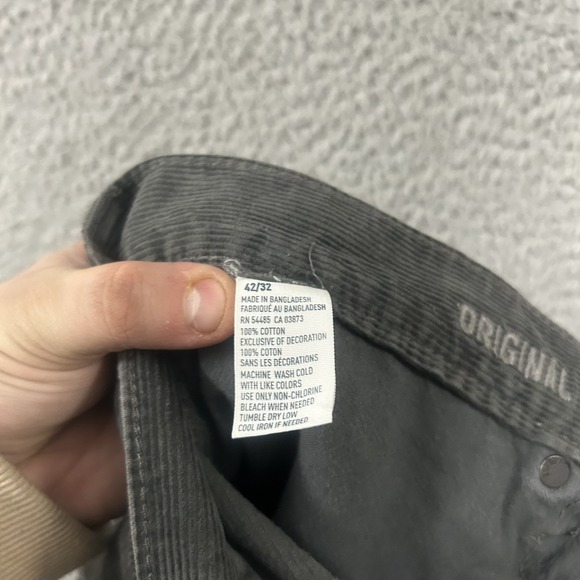 42/32
MADE IN BANGLADESH
FABRIQUÉ AU BANGLADESH
RN 54485 CA 03873
100% COTTON
EXCLUSIVE OF DECORATION
100% COTON
SANS LES DÉCORATIONS
MACHINE WASH COLD
WITH LIKE COLORS
USE ONLY NON-CHLORINE
BLEACH WHEN NEEDED
TUMBLE DRY LOW
COOL IRON IF NEEDED
ORIGINAL